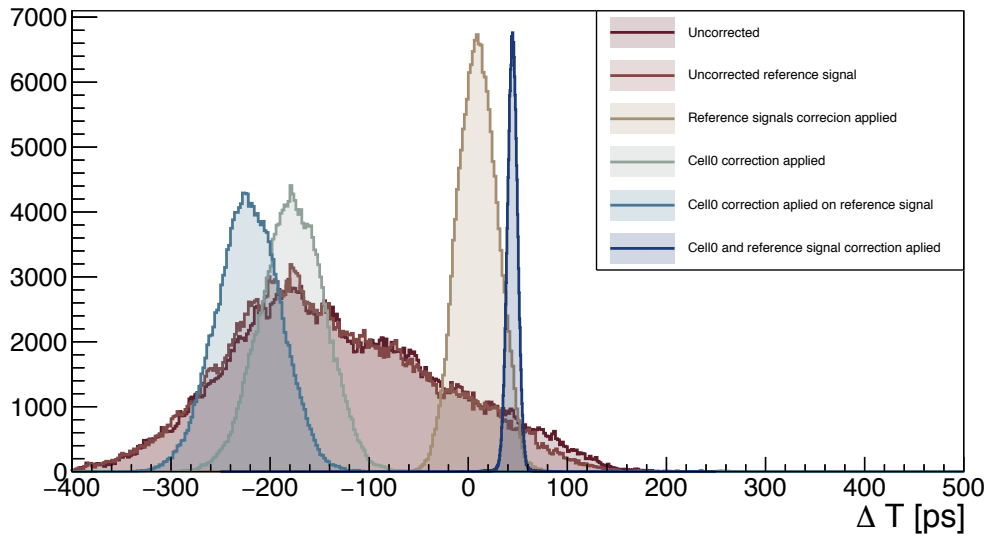 7000
6000
5000
4000
3000
2000
1000
0
−400 −300 −200 −100 0 100 200 300 400 500
Δ T [ps]
Uncorrected
Uncorrected reference signal
Reference signals correcion applied
Cell0 correction applied
Cell0 correction aplied on reference signal
Cell0 and reference signal correction aplied